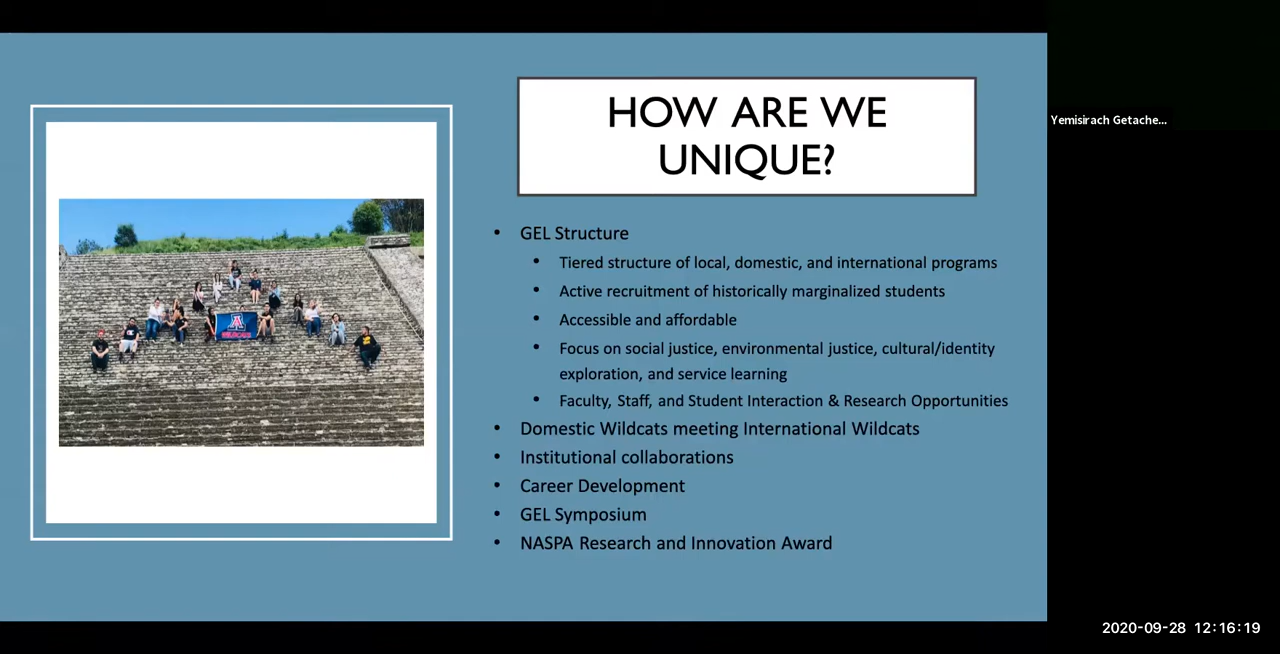 HOW ARE WE
UNIQUE?
Yemisirach Getache...
• GEL Structure
• Tiered structure of local, domestic, and international programs
• Active recruitment of historically marginalized students
• Accessible and affordable
• Focus on social justice, environmental justice, cultural/identity
exploration, and service learning
• Faculty, Staff, and Student Interaction & Research Opportunities
• Domestic Wildcats meeting International Wildcats
• Institutional collaborations
• Career Development
• GEL Symposium
• NASPA Research and Innovation Award
A
WILDCATS
2020-09-28 12:16:19